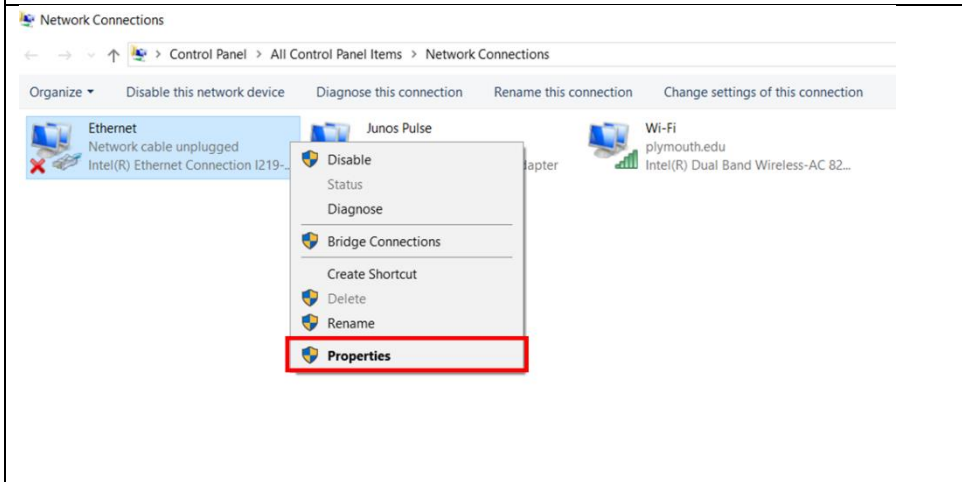 Network Connections
Control Panel > All Control Panel Items > Network Connections
Organize Disable this network device Diagnose this connection Rename this connection Change settings of this connection
Ethernet
Network cable unplugged
Intel(R) Ethernet Connection I219-...
Junos Pulse
Wi-Fi
plymouth.edu
Intel(R) Dual Band Wireless-AC 82...
Disable
Status
Diagnose
Bridge Connections
Create Shortcut
Delete
Rename
Properties